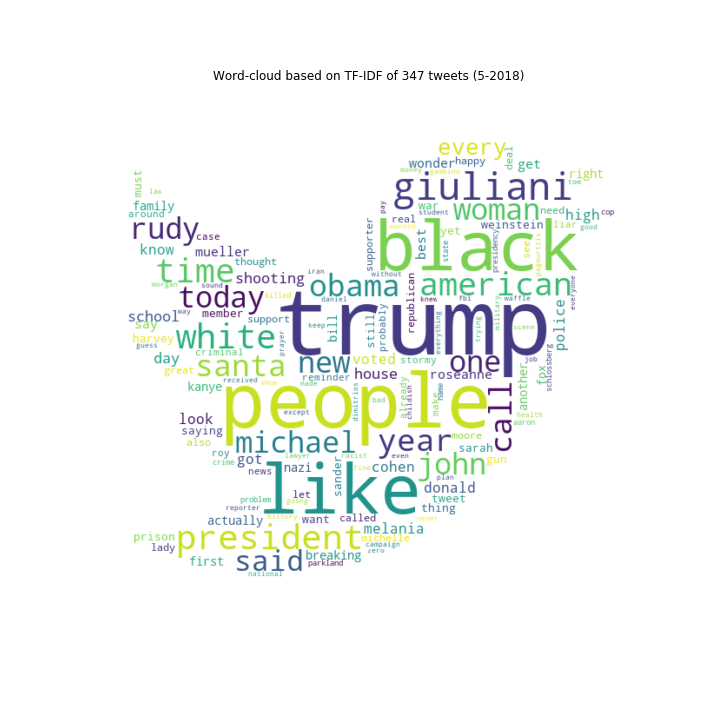 Word-cloud based on TF-IDF of 347 tweets (5-2018)
every
deal
wonder happy get
money gambino
must law
giuliani right
tom
family
around
war woman need high cop
pay
real student
wanted
weinstein liar
good
rudy case
supporter
black
best yet state see
presidency
know mueller
time thought
shooting
iran without
obama american
knew fbi waffle
everyone
morgan sound killed
today
member
daniel
republican
military
school way
support
keep
trump
bill still probably
everything
trying
scene
police
say
white
harvey guess
prayer
criminal
day
new
voted stormy
one
job
fox
schlossberg
santa
great
reminder house
roseanne
another
health
kanye received show made
people
dimitrios
bad
already
childish
make
name
call
aaron
look except
saying
also
michael year
moore sarah
roy crime
got
lawyer racist even
john
gun
news nazi
sander
fine
cohen
plan
like
donald
let
problem going
tweet
reporter
thing
actually history want called
melania
never
prison
president
michelle
zero campaign
lady
said
breaking
first
parkland
national